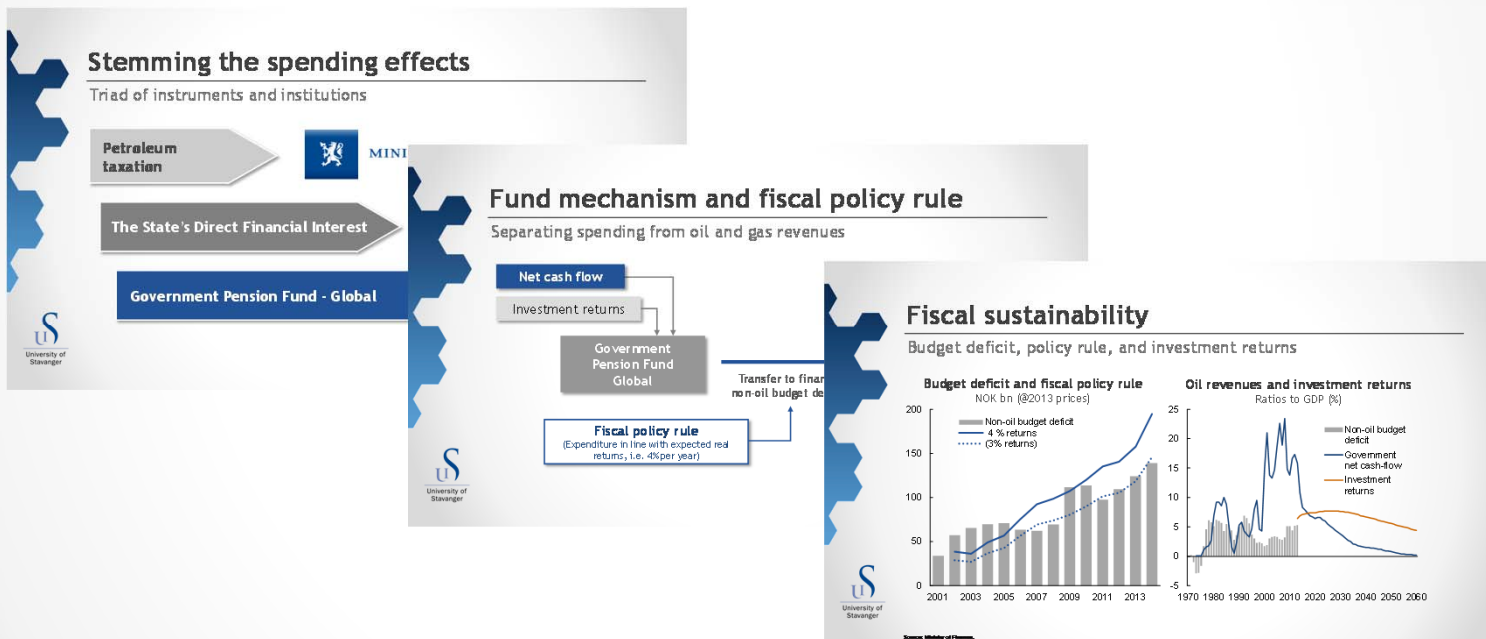 Stemming the spending effects
Triad of instruments and institutions
Petroleum
taxation
MINI
The State's Direct Financial Interest
Government Pension Fund - Global
uS
University of
Stavanger
Fund mechanism and fiscal policy rule
Separating spending from oil and gas revenues
Net cash flow
Investment returns
Government
Pension Fund
Global
Transfer to finan
non-oil budget de
Fiscal policy rule
(Expenditure in line with expected real
returns, i.e. 4%per year)
uS
University of
Stavanger
Fiscal sustainability
Budget deficit, policy rule, and investment returns
Budget deficit and fiscal policy rule
NOK bn (@2013 prices)
200
150
100
50
0
Non-oil budget deficit
4 % returns
(3% returns)
2001 2003 2005 2007 2009 2011 2013
Oil revenues and investment returns
Ratios to GDP (%)
25
20
15
10
5
0
-5
Non-oil budget
deficit
Government
net cash-flow
Investment
returns
1970 1980 1990 2000 2010 2020 2030 2040 2050 2060
uS
University of
Stavanger
Source: Minister of Finance.